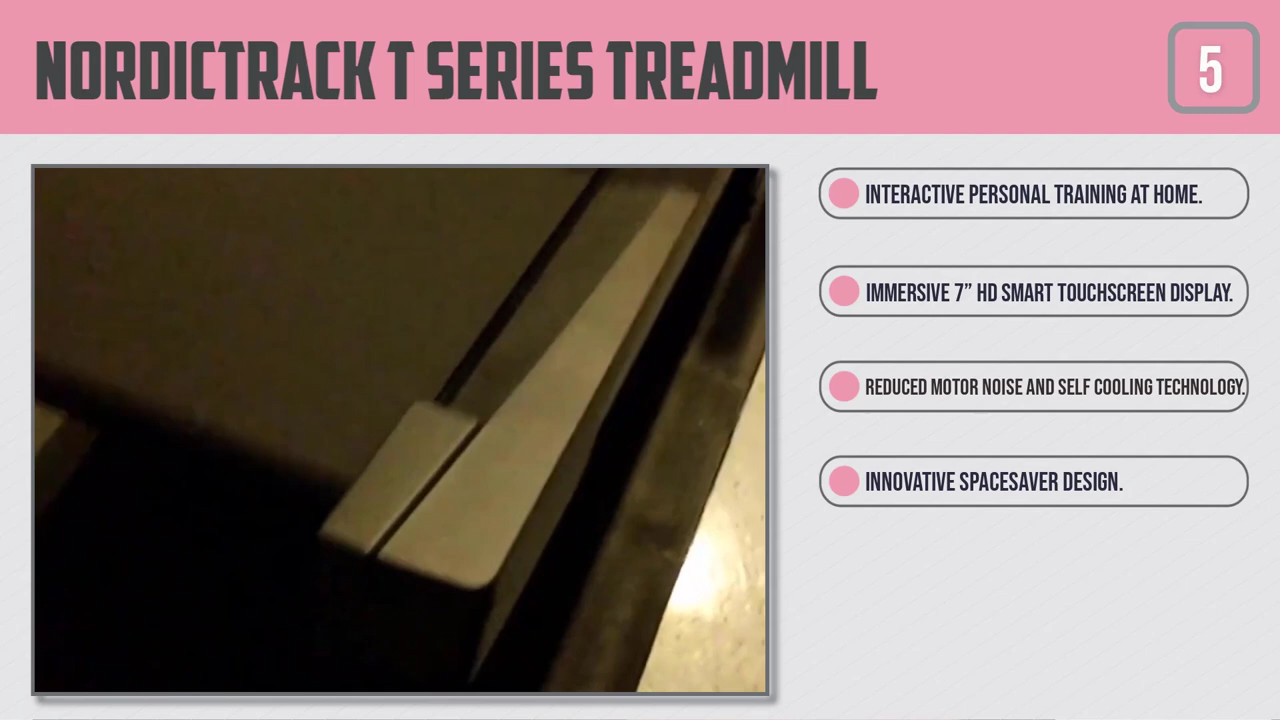 NORDICTRACK T SERIES TREADMILL
5
INTERACTIVE PERSONAL TRAINING AT HOME.
IMMERSIVE 7” HD SMART TOUCHSCREEN DISPLAY.
REDUCED MOTOR NOISE AND SELF COOLING TECHNOLOGY.
INNOVATIVE SPACESAVER DESIGN.